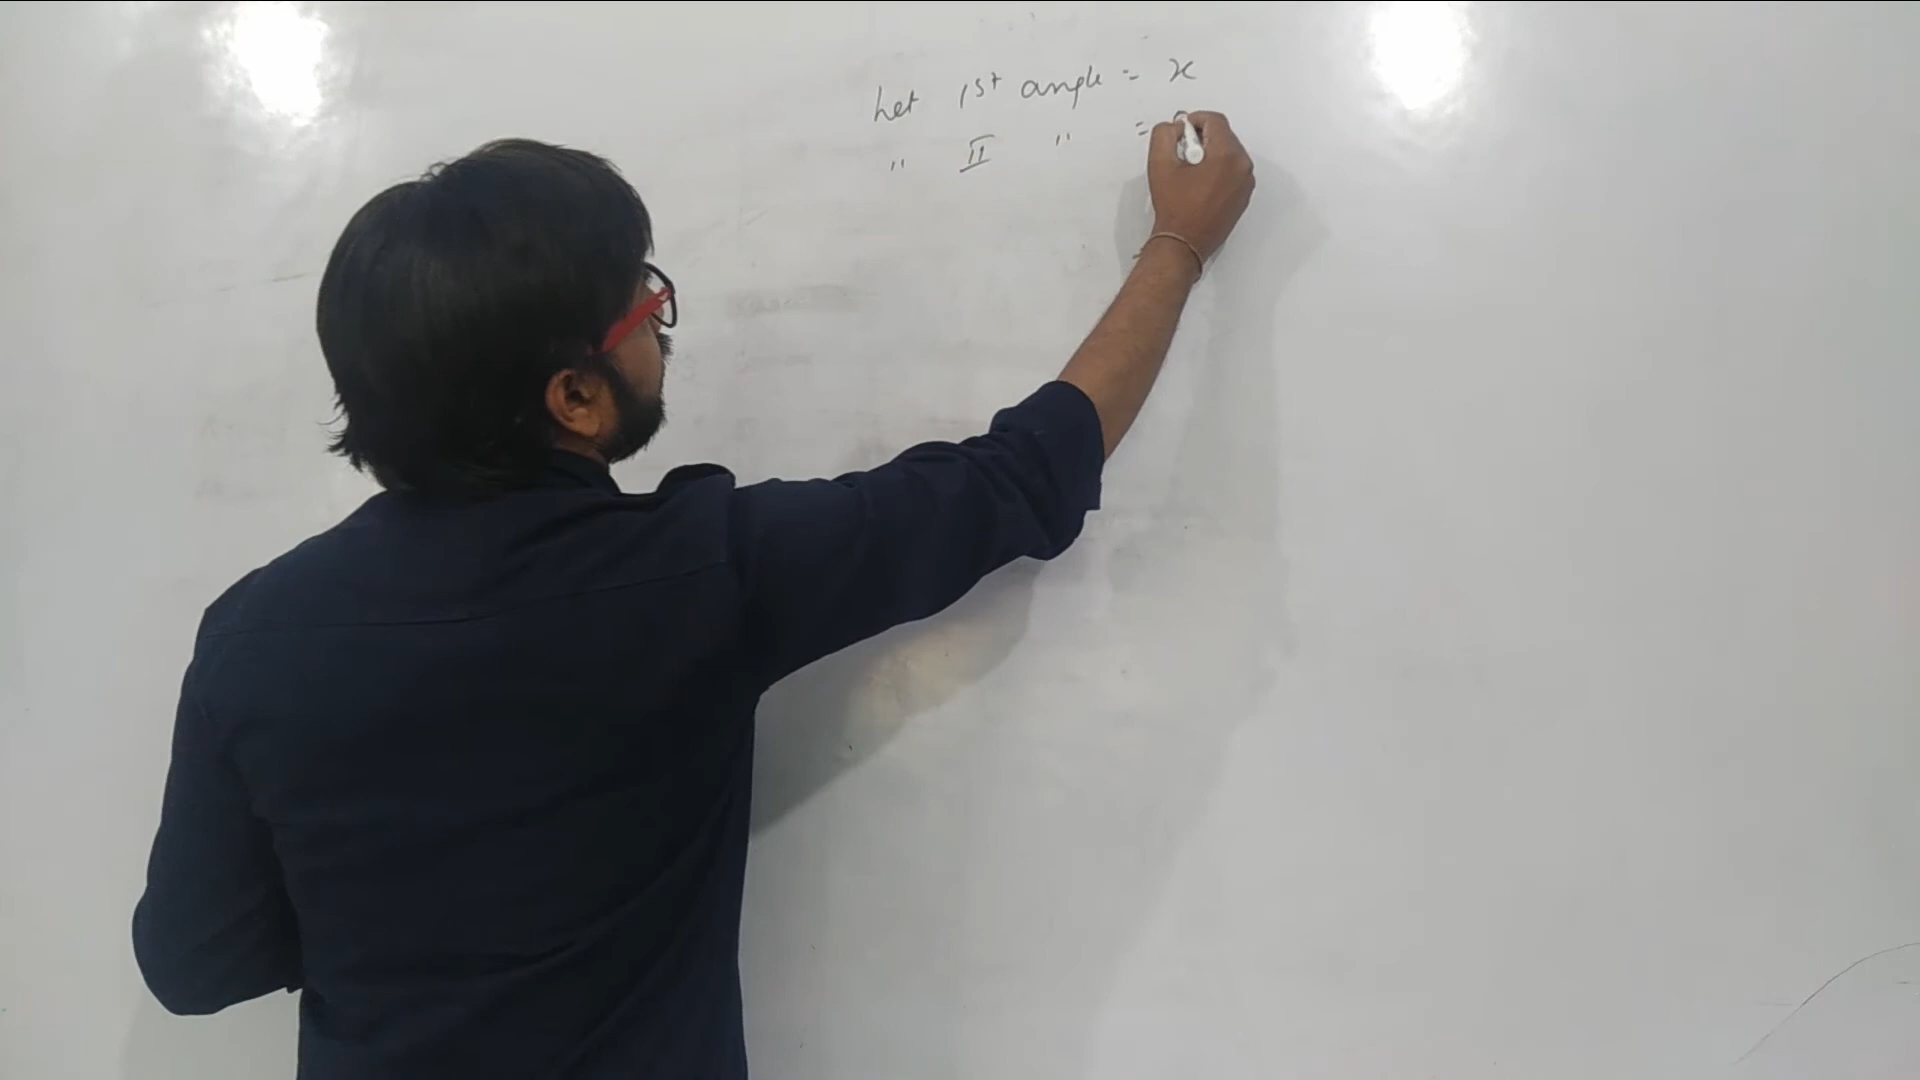 Let 1st angle = x
" II " =